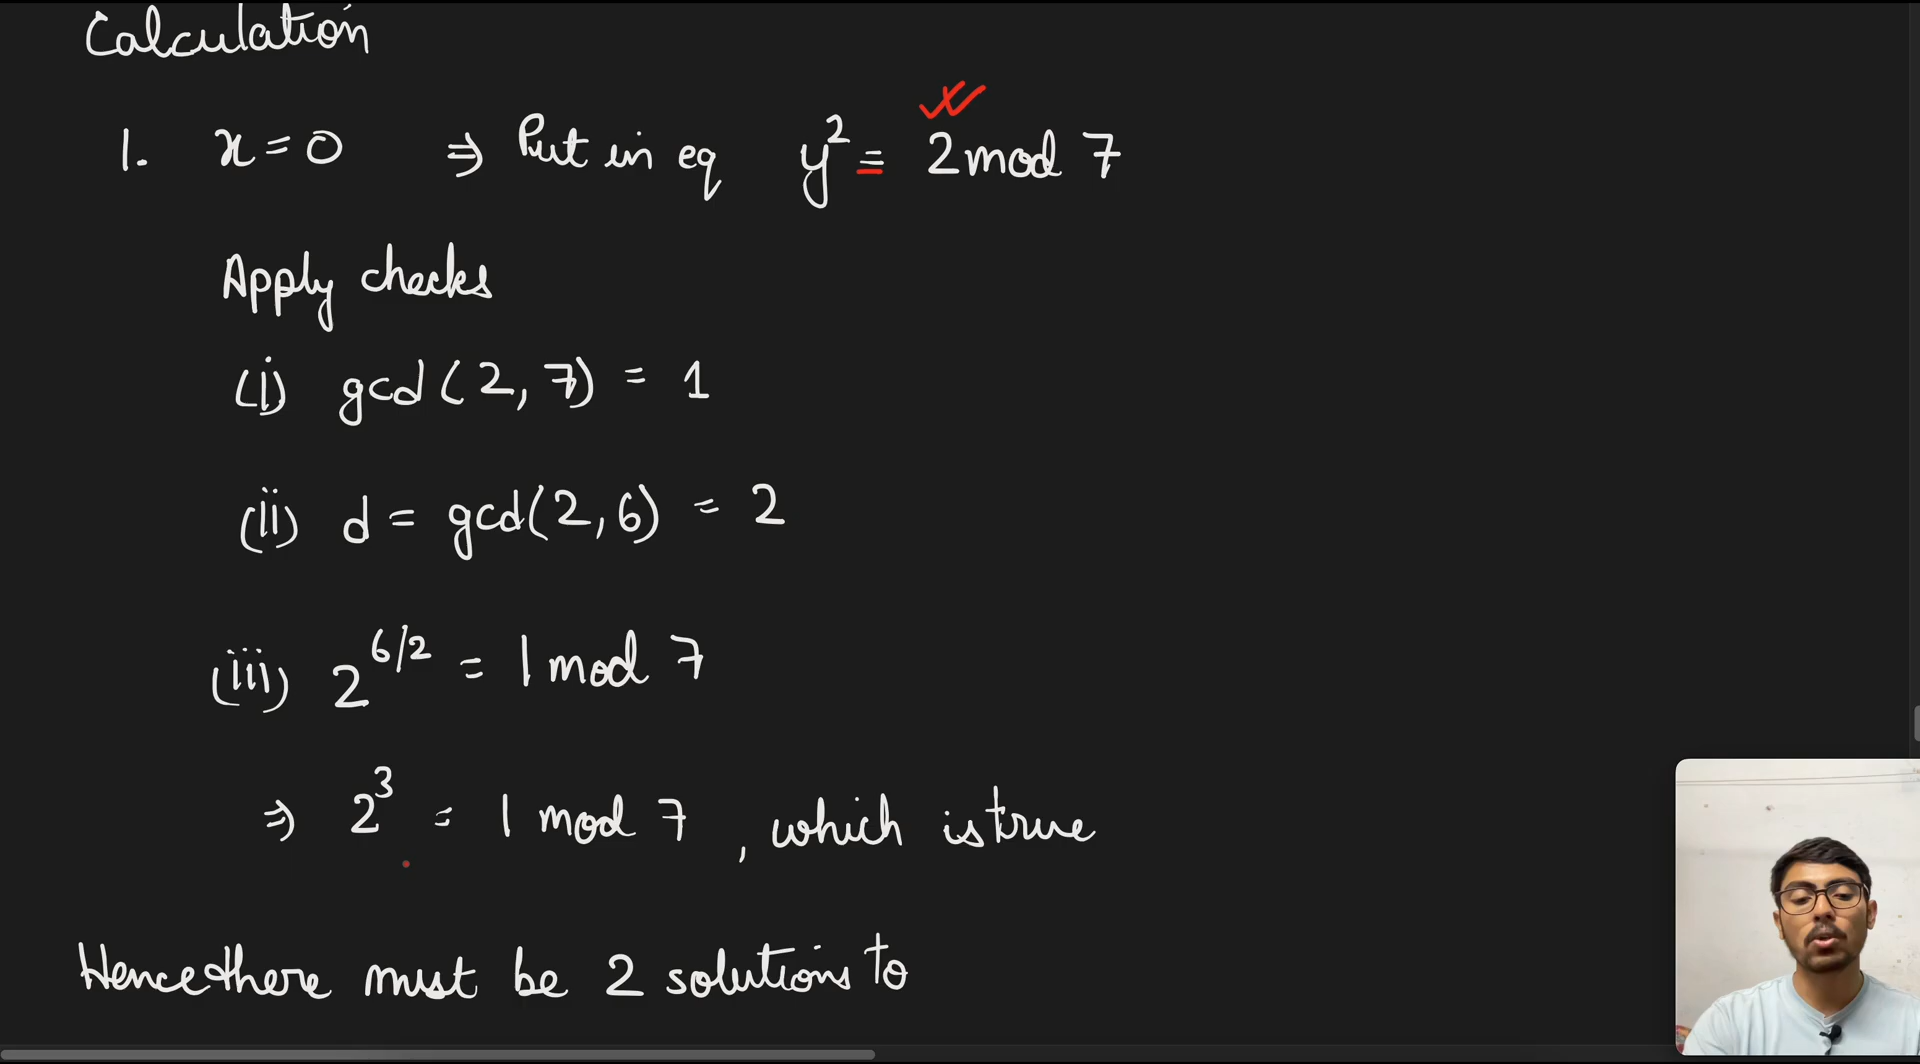 Calculation
1. x = 0 ⇒ Put in eq y² ≡ 2 mod 7
Apply checks
(i) gcd(2, 7) = 1
(ii) d = gcd(2, 6) = 2
(iii) 2^6/2 = 1 mod 7
⇒ 2³ = 1 mod 7, which is true
Hence there must be 2 solutions to